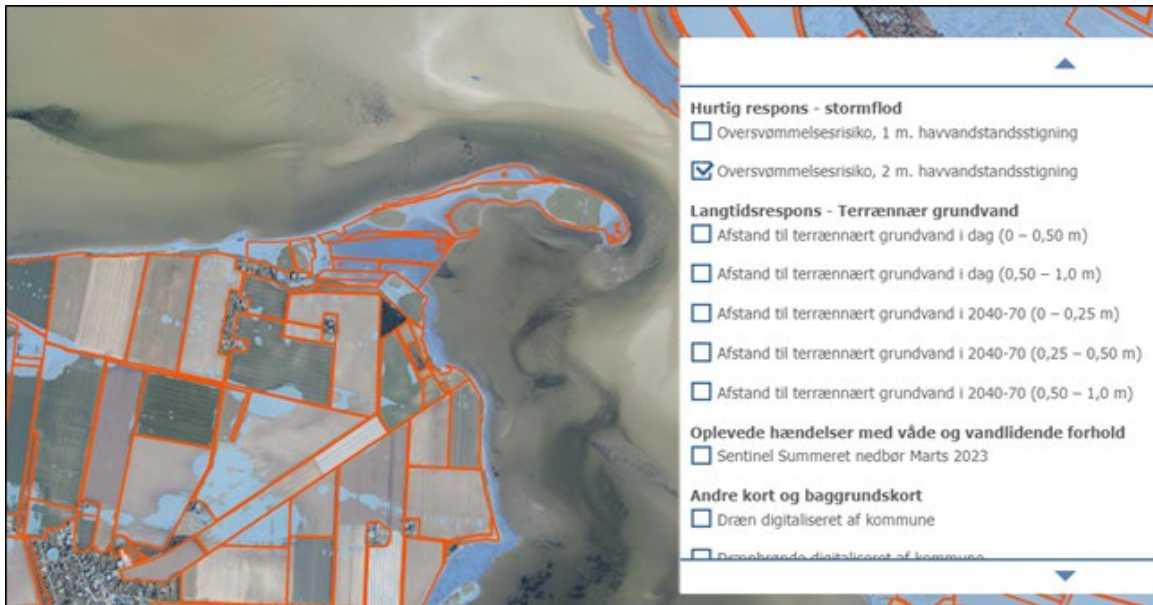 Hurtig respons - stormflod
Oversvømmelsesrisiko, 1 m. havvandstandsstigning
Oversvømmelsesrisiko, 2 m. havvandstandsstigning
Langtidsrespons - Terrænnær grundvand
Afstand til terrænnært grundvand i dag (0 – 0,50 m)
Afstand til terrænnært grundvand i dag (0,50 – 1,0 m)
Afstand til terrænnært grundvand i 2040-70 (0 – 0,25 m)
Afstand til terrænnært grundvand i 2040-70 (0,25 – 0,50 m)
Afstand til terrænnært grundvand i 2040-70 (0,50 – 1,0 m)
Oplevede hændelser med våde og vandlidende forhold
Sentinel Summeret nedbør Marts 2023
Andre kort og baggrundskort
Dræn digitaliseret af kommune
Drænbrønde digitaliseret af kommune